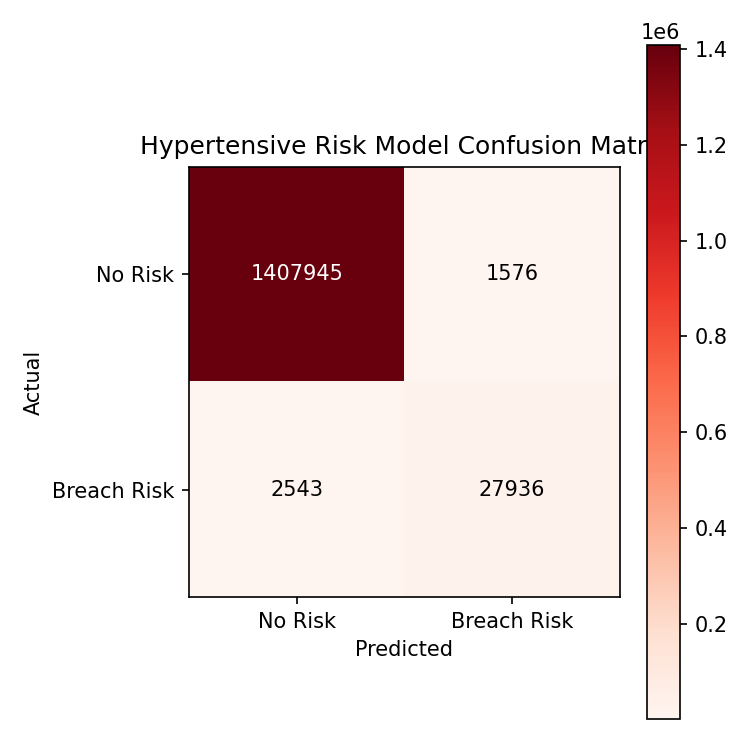 1e6
Hypertensive Risk Model Confusion Matr
1.4
1.2
1.0
0.8
0.6
0.4
0.2
No Risk
1407945
1576
Actual
Breach Risk
2543
27936
No Risk
Breach Risk
Predicted